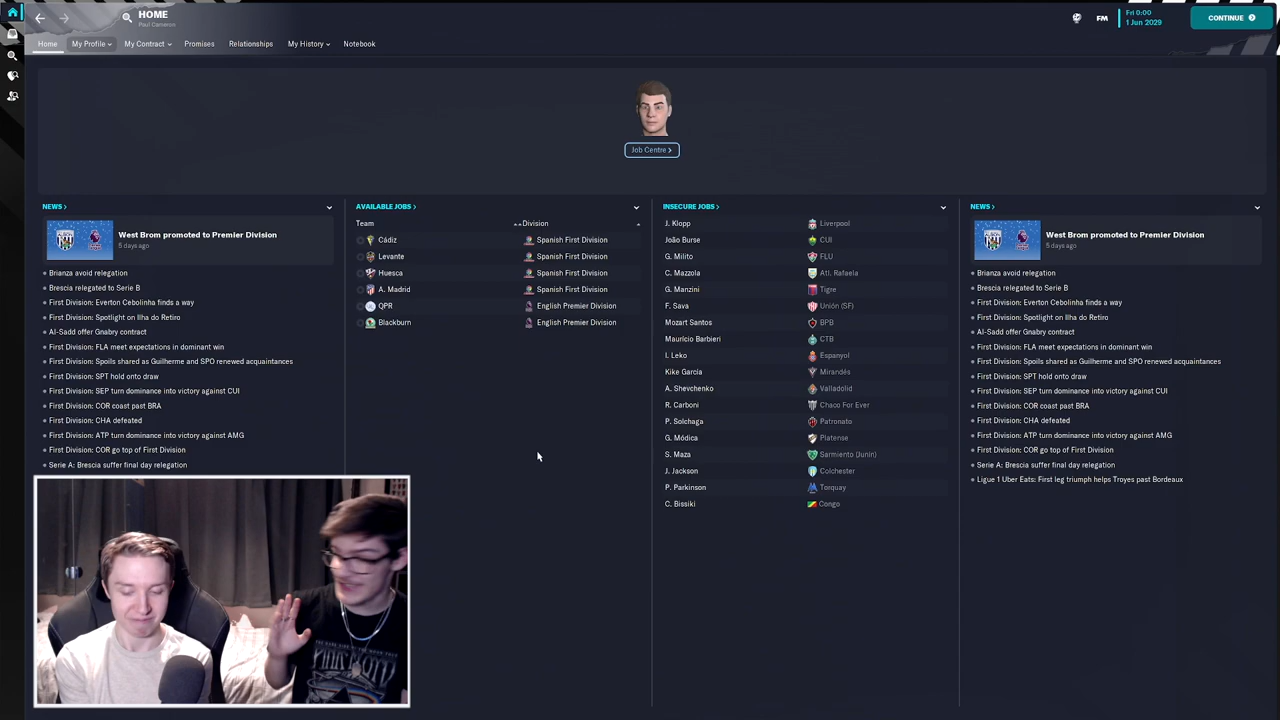 HOME
Paul Cameron
FM
Fri 0:00
1 Jun 2029
CONTINUE
Home
My Profile
My Contract
Promises
Relationships
My History
Notebook
Job Centre >
NEWS >
West Brom promoted to Premier Division
5 days ago
Brianza avoid relegation
Brescia relegated to Serie B
First Division: Everton Cebolinha finds a way
First Division: Spotlight on Ilha do Retiro
Al-Sadd offer Gnabry contract
First Division: FLA meet expectations in dominant win
First Division: Spoils shared as Guilherme and SPO renewed acquaintances
First Division: SPT hold onto draw
First Division: SEP turn dominance into victory against CUI
First Division: COR coast past BRA
First Division: CHA defeated
First Division: ATP turn dominance into victory against AMG
First Division: COR go top of First Division
Serie A: Brescia suffer final day relegation
AVAILABLE JOBS >
Team Division
Cádiz Spanish First Division
Levante Spanish First Division
Huesca Spanish First Division
A. Madrid Spanish First Division
QPR English Premier Division
Blackburn English Premier Division
INSECURE JOBS >
J. Klopp Liverpool
João Burse CUI
G. Milito FLU
C. Mazzola Atl. Rafaela
G. Manzini Tigre
F. Sava Unión (SF)
Mozart Santos BPB
Maurício Barbieri CTB
I. Leko Espanyol
Kike García Mirandés
A. Shevchenko Valladolid
R. Carboni Chaco For Ever
P. Solchaga Patronato
G. Módica Platense
S. Maza Sarmiento (Junín)
J. Jackson Colchester
P. Parkinson Torquay
C. Bissiki Congo
NEWS >
West Brom promoted to Premier Division
5 days ago
Brianza avoid relegation
Brescia relegated to Serie B
First Division: Everton Cebolinha finds a way
First Division: Spotlight on Ilha do Retiro
Al-Sadd offer Gnabry contract
First Division: FLA meet expectations in dominant win
First Division: Spoils shared as Guilherme and SPO renewed acquaintances
First Division: SPT hold onto draw
First Division: SEP turn dominance into victory against CUI
First Division: COR coast past BRA
First Division: CHA defeated
First Division: ATP turn dominance into victory against AMG
First Division: COR go top of First Division
Serie A: Brescia suffer final day relegation
Ligue 1 Uber Eats: First leg triumph helps Troyes past Bordeaux
PINK FLOYD